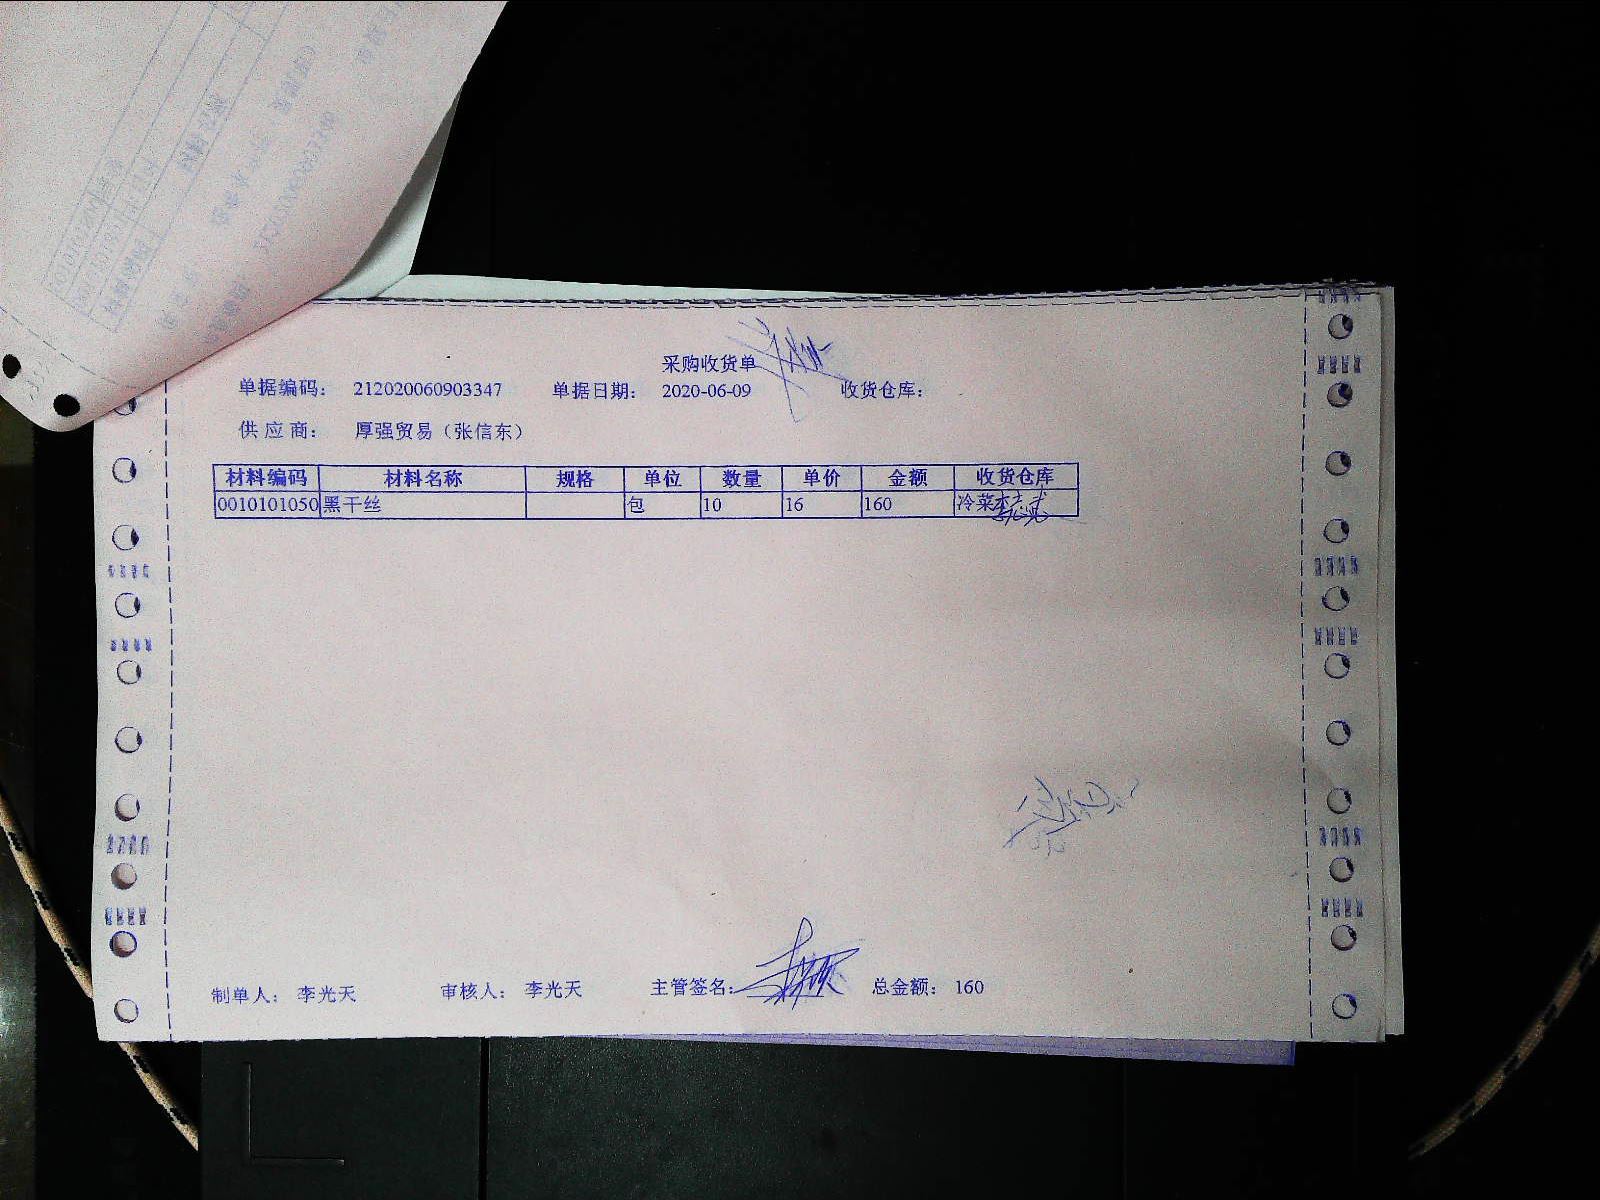 采购收货单
单据编码： 212020060903347 单据日期： 2020-06-09 收货仓库：
供 应 商： 厚强贸易（张信东）
材料编码 材料名称 规格 单位 数量 单价 金额 收货仓库
0010101050 黑干丝 包 10 16 160 冷菜
制单人： 李光天 审核人： 李光天 主管签名： 总金额： 160